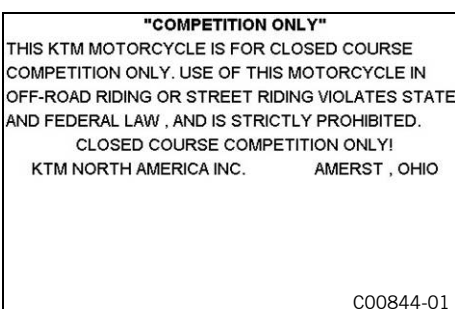 "COMPETITION ONLY"
THIS KTM MOTORCYCLE IS FOR CLOSED COURSE
COMPETITION ONLY. USE OF THIS MOTORCYCLE IN
OFF-ROAD RIDING OR STREET RIDING VIOLATES STATE
AND FEDERAL LAW , AND IS STRICTLY PROHIBITED.
CLOSED COURSE COMPETITION ONLY!
KTM NORTH AMERICA INC. AMERST , OHIO
C00844-01